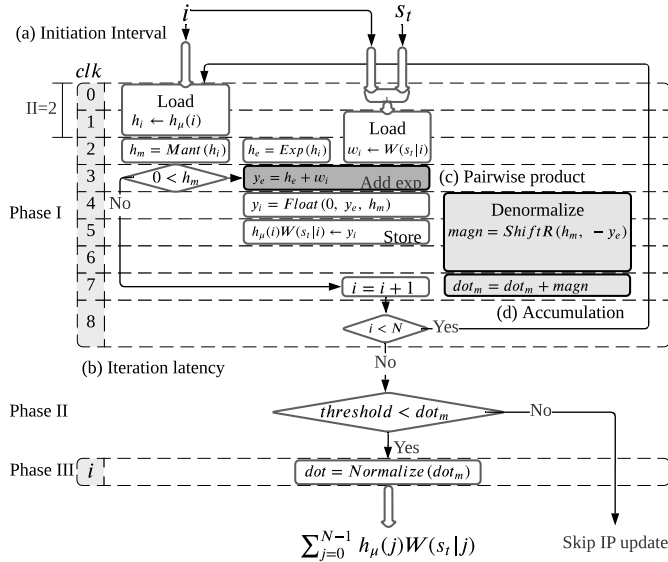 i
s_t
(a) Initiation Interval
clk
0
Load
h_i ← h_μ(i)
II=2
1
Load
w_i ← W(s_t|i)
2
h_m = Mant(h_i)
h_e = Exp(h_i)
3
0 < h_m
y_e = h_e + w_i
Add exp
(c) Pairwise product
No
4
y_i = Float(0, y_e, h_m)
Denormalize
magn = ShiftR(h_m, − y_e)
Phase I
5
h_μ(i)W(s_t|i) ← y_i
Store
6
7
i = i + 1
dot_m = dot_m + magn
(d) Accumulation
8
i < N
Yes
(b) Iteration latency
No
Phase II
threshold < dot_m
No
Yes
Phase III
i
dot = Normalize(dot_m)
∑_{j=0}^{N−1} h_μ(j)W(s_t|j)
Skip IP update